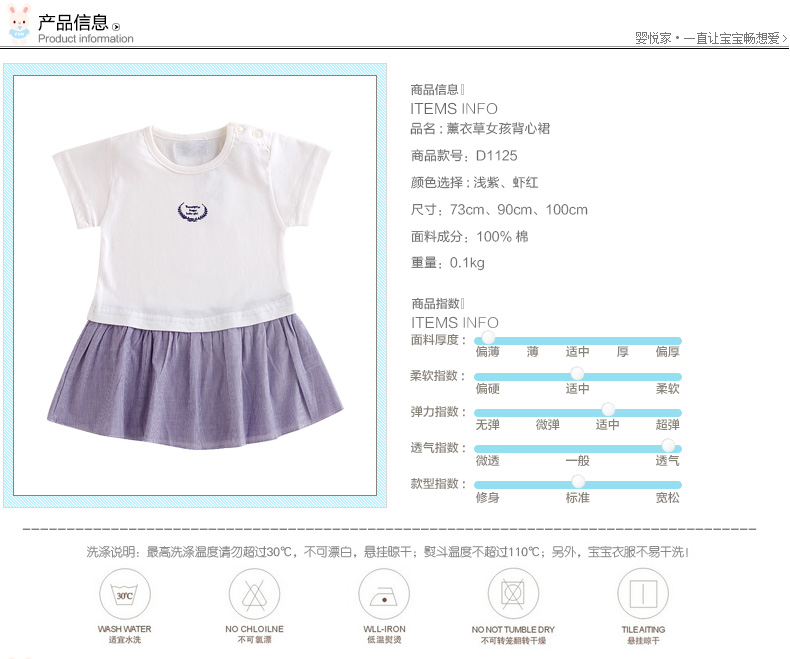 产品信息
Product information
婴悦家·一直让宝宝畅想爱>
商品信息
ITEMS INFO
品名：薰衣草女孩背心裙
商品款号：D1125
颜色选择：浅紫、虾红
尺寸：73cm、90cm、100cm
面料成分：100% 棉
重量：0.1kg
商品指数
ITEMS INFO
面料厚度：
偏薄 薄 适中 厚 偏厚
柔软指数：
偏硬 适中 柔软
弹力指数：
无弹 微弹 适中 超弹
透气指数：
微透 一般 透气
款型指数：
修身 标准 宽松
洗涤说明：最高洗涤温度请勿超过30℃，不可漂白，悬挂晾干；熨斗温度不超过110℃；另外，宝宝衣服不易干洗！
30℃
WASH WATER NO CHLOILNE WLL-IRON NO NOT TUMBLE DRY TILE AITING
适宜水洗 不可氯漂 低温熨烫 不可转笼翻转干燥 悬挂晾干